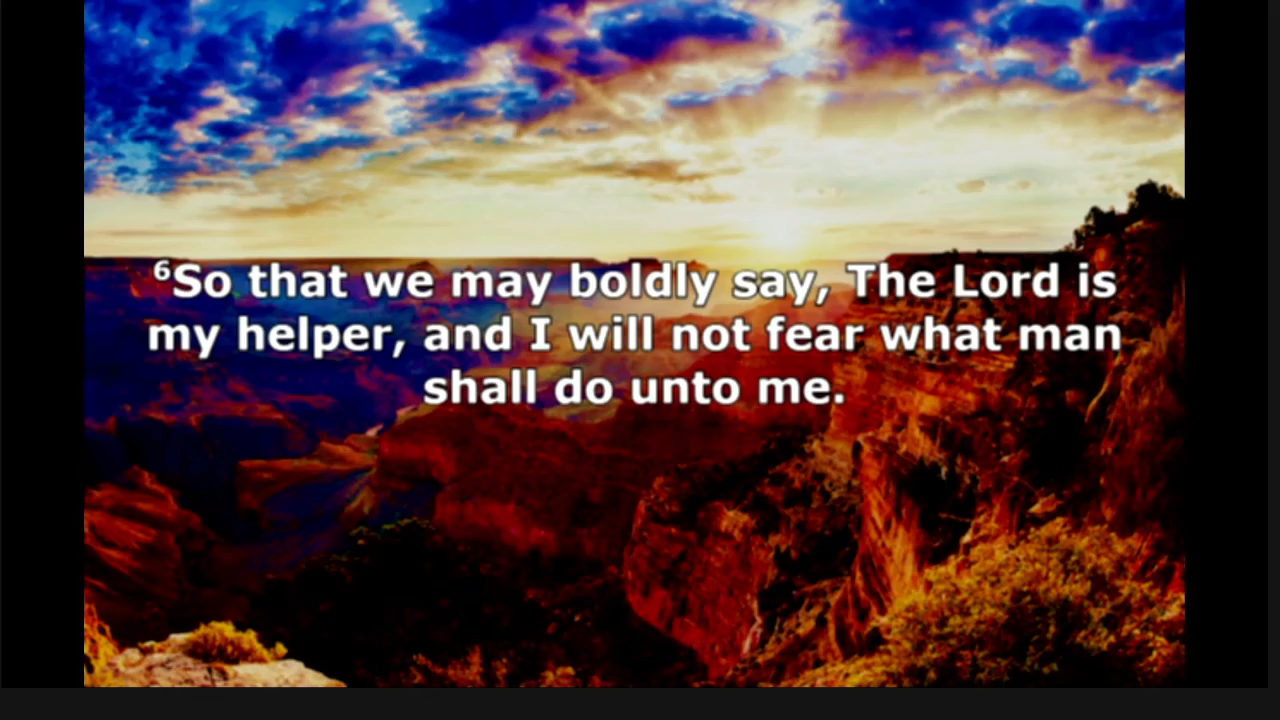 ⁶So that we may boldly say, The Lord is
my helper, and I will not fear what man
shall do unto me.